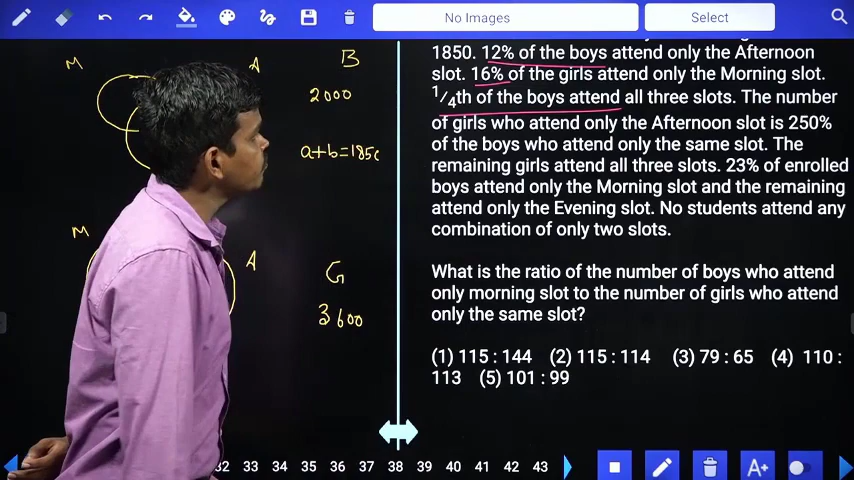 No Images
Select
1850. 12% of the boys attend only the Afternoon
slot. 16% of the girls attend only the Morning slot.
1/4th of the boys attend all three slots. The number
of girls who attend only the Afternoon slot is 250%
of the boys who attend only the same slot. The
remaining girls attend all three slots. 23% of enrolled
boys attend only the Morning slot and the remaining
attend only the Evening slot. No students attend any
combination of only two slots.
What is the ratio of the number of boys who attend
only morning slot to the number of girls who attend
only the same slot?
(1) 115 : 144 (2) 115 : 114 (3) 79 : 65 (4) 110 :
113 (5) 101 : 99
M
A
B
2000
a+b=1850
M
A
G
3600
32 33 34 35 36 37 38 39 40 41 42 43
A+